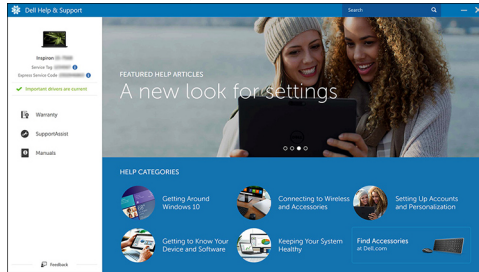 Dell Help & Support
Search
Inspiron
Service Tag
Express Service Code
Important drivers are current
Warranty
SupportAssist
Manuals
Feedback
FEATURED HELP ARTICLES
A new look for settings
HELP CATEGORIES
Getting Around
Windows 10
Connecting to Wireless
and Accessories
Setting Up Accounts
and Personalization
Getting to Know Your
Device and Software
Keeping Your System
Healthy
Find Accessories
at Dell.com